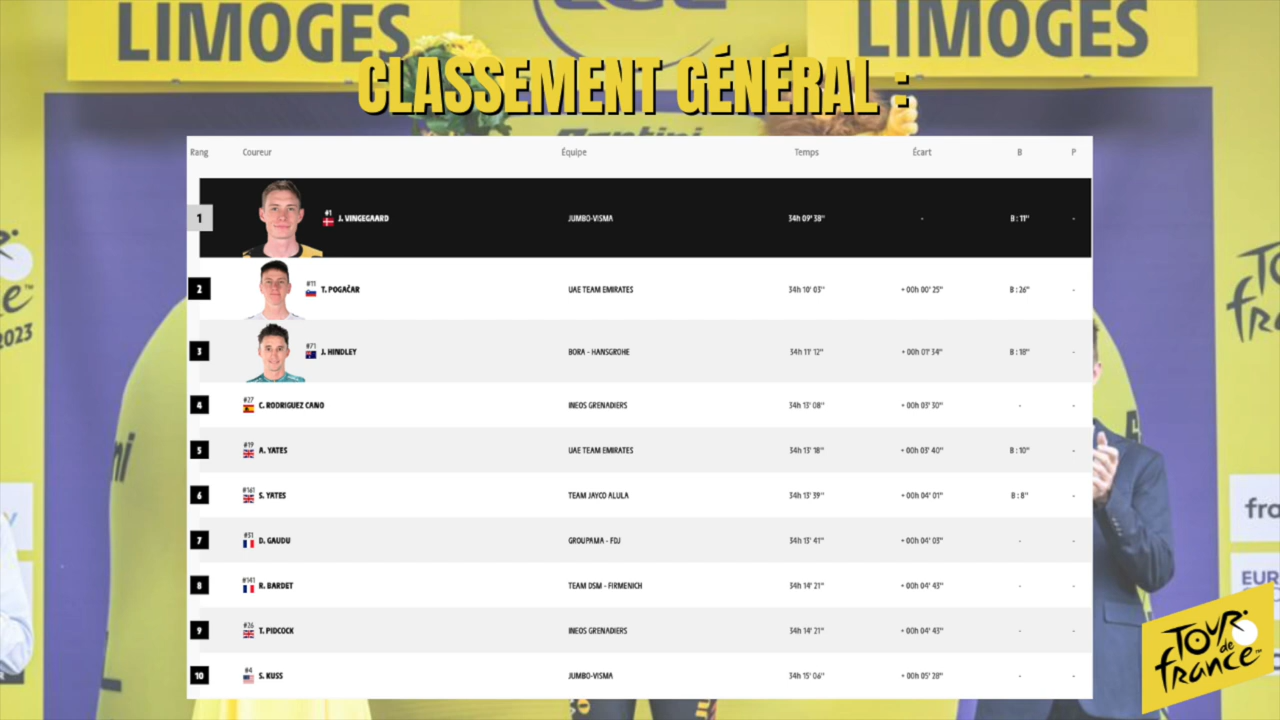 LIMOGES LIMOGES
CLASSEMENT GÉNÉRAL :
Rang Coureur Équipe Temps Écart B P
1 #1 J. VINGEGAARD JUMBO-VISMA 34h 09' 38'' - B : 11'' -
2 #11 T. POGAČAR UAE TEAM EMIRATES 34h 10' 03'' + 00h 00' 25'' B : 26'' -
3 #71 J. HINDLEY BORA - HANSGROHE 34h 11' 12'' + 00h 01' 34'' B : 18'' -
4 #27 C. RODRIGUEZ CANO INEOS GRENADIERS 34h 13' 08'' + 00h 03' 30'' - -
5 #19 A. YATES UAE TEAM EMIRATES 34h 13' 18'' + 00h 03' 40'' B : 10'' -
6 #161 S. YATES TEAM JAYCO ALULA 34h 13' 39'' + 00h 04' 01'' B : 8'' -
7 #51 D. GAUDU GROUPAMA - FDJ 34h 13' 41'' + 00h 04' 03'' - -
8 #141 R. BARDET TEAM DSM - FIRMENICH 34h 14' 21'' + 00h 04' 43'' - -
9 #26 T. PIDCOCK INEOS GRENADIERS 34h 14' 21'' + 00h 04' 43'' - -
10 #4 S. KUSS JUMBO-VISMA 34h 15' 06'' + 00h 05' 28'' - -
2023
TOUR
de
FRANCE™